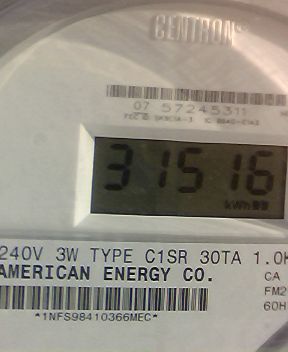 CENTRON
07 57245311
31516
kWh
240V 3W TYPE C1SR 30TA 1.0K
AMERICAN ENERGY CO.
CA
FM2
60H
*1NFS98410366MEC*